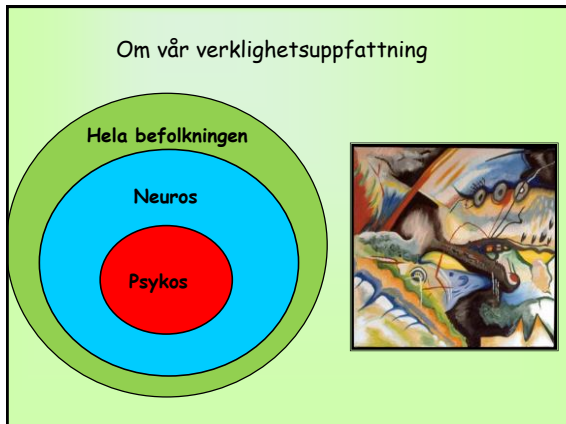 Om vår verklighetsuppfattning
Hela befolkningen
Neuros
Psykos